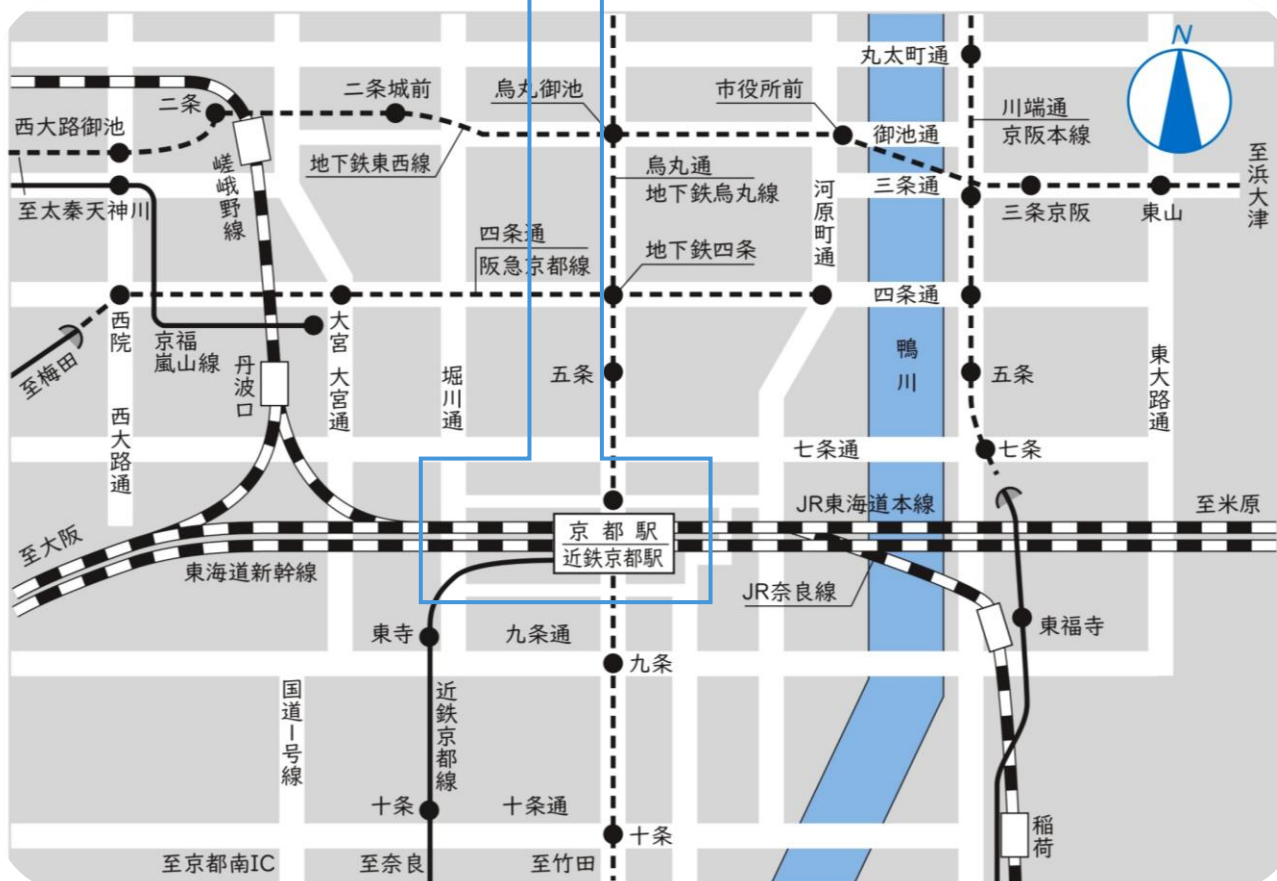 丸太町通
N
二条
二条城前
烏丸御池
市役所前
川端通
京阪本線
西大路御池
御池通
至浜大津
地下鉄東西線
嵯峨野線
烏丸通
地下鉄烏丸線
三条通
三条京阪
東山
至太秦天神川
河原町通
四条通
阪急京都線
地下鉄四条
四条通
西院
京福
嵐山線
大宮
至梅田
丹波口
大宮通
堀川通
五条
鴨川
五条
東大路通
西大路通
七条通
七条
JR東海道本線
至米原
至大阪
京都駅
近鉄京都駅
東海道新幹線
JR奈良線
東寺
九条通
東福寺
九条
国道一号線
近鉄京都線
十条
十条通
十条
稲荷
至京都南IC
至奈良
至竹田